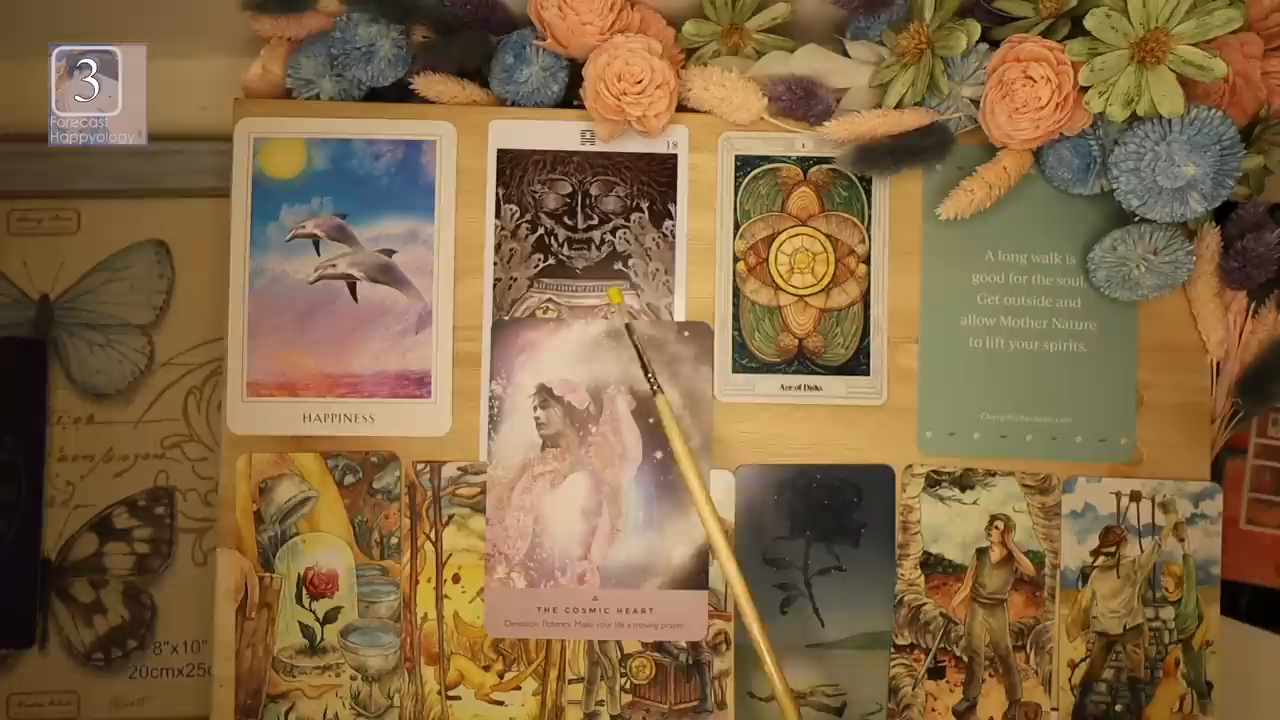 3
Forecast
Happyology
HAPPINESS
18
I
Ace of Disks
A long walk is
good for the soul.
Get outside and
allow Mother Nature
to lift your spirits.
THE COSMIC HEART
Devotion. Potency. Make your life a moving prayer.
8"x10"
20cmx25c